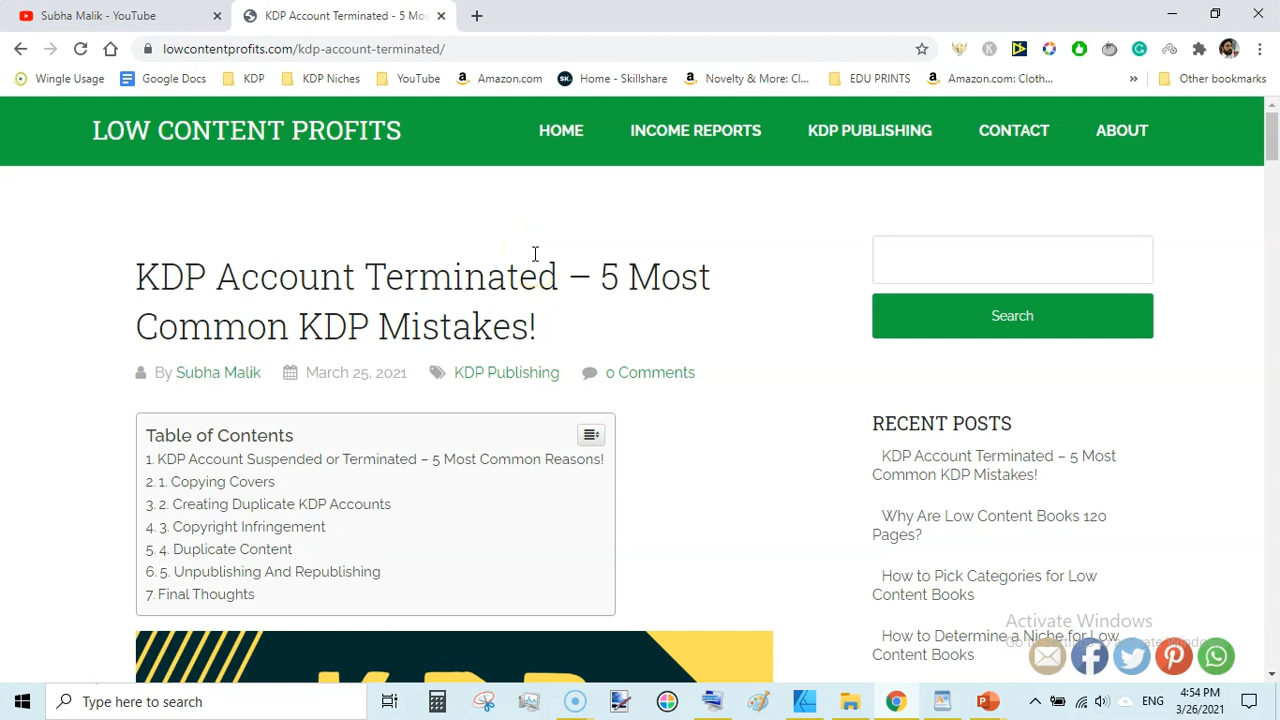 Subha Malik - YouTube
KDP Account Terminated - 5 Mos
lowcontentprofits.com/kdp-account-terminated/
Wingle Usage
Google Docs
KDP
KDP Niches
YouTube
Amazon.com
Home - Skillshare
Novelty & More: Cl...
EDU PRINTS
Amazon.com: Cloth...
Other bookmarks
LOW CONTENT PROFITS
HOME
INCOME REPORTS
KDP PUBLISHING
CONTACT
ABOUT
KDP Account Terminated – 5 Most
Common KDP Mistakes!
By Subha Malik
March 25, 2021
KDP Publishing
0 Comments
Search
Table of Contents
1. KDP Account Suspended or Terminated – 5 Most Common Reasons!
2. 1. Copying Covers
3. 2. Creating Duplicate KDP Accounts
4. 3. Copyright Infringement
5. 4. Duplicate Content
6. 5. Unpublishing And Republishing
7. Final Thoughts
RECENT POSTS
KDP Account Terminated – 5 Most
Common KDP Mistakes!
Why Are Low Content Books 120
Pages?
How to Pick Categories for Low
Content Books
How to Determine a Niche for Low
Content Books
Activate Windows
Type here to search
ENG
4:54 PM
3/26/2021